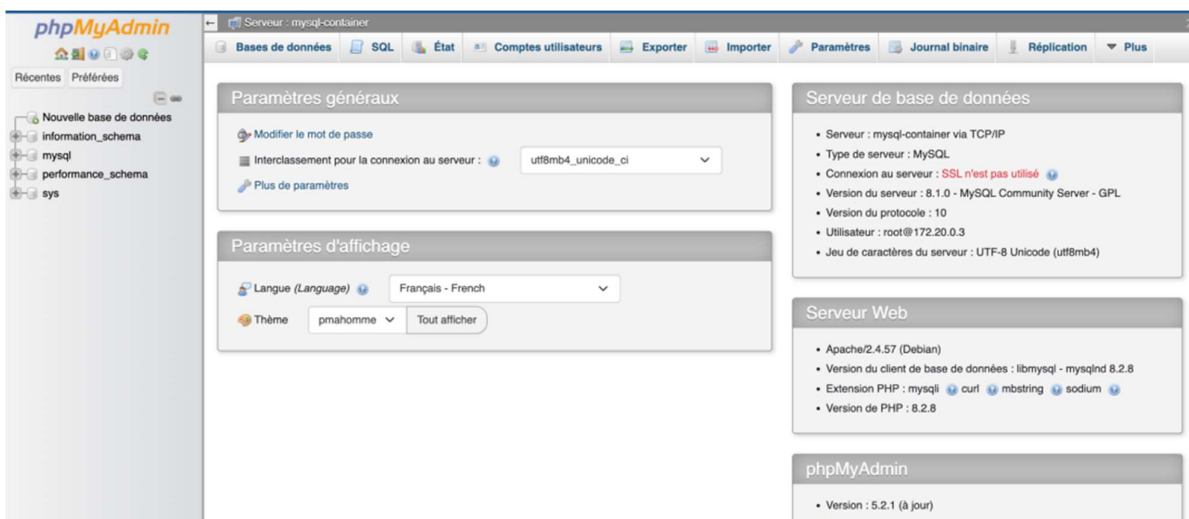 phpMyAdmin
Récentes Préférées
Nouvelle base de données
information_schema
mysql
performance_schema
sys
Serveur : mysql-container
Bases de données SQL État Comptes utilisateurs Exporter Importer Paramètres Journal binaire Réplication Plus
Paramètres généraux
Modifier le mot de passe
Interclassement pour la connexion au serveur : utf8mb4_unicode_ci
Plus de paramètres
Paramètres d'affichage
Langue (Language) Français - French
Thème pmahomme Tout afficher
Serveur de base de données
• Serveur : mysql-container via TCP/IP
• Type de serveur : MySQL
• Connexion au serveur : SSL n'est pas utilisé
• Version du serveur : 8.1.0 - MySQL Community Server - GPL
• Version du protocole : 10
• Utilisateur : root@172.20.0.3
• Jeu de caractères du serveur : UTF-8 Unicode (utf8mb4)
Serveur Web
• Apache/2.4.57 (Debian)
• Version du client de base de données : libmysql - mysqlnd 8.2.8
• Extension PHP : mysqli curl mbstring sodium
• Version de PHP : 8.2.8
phpMyAdmin
• Version : 5.2.1 (à jour)